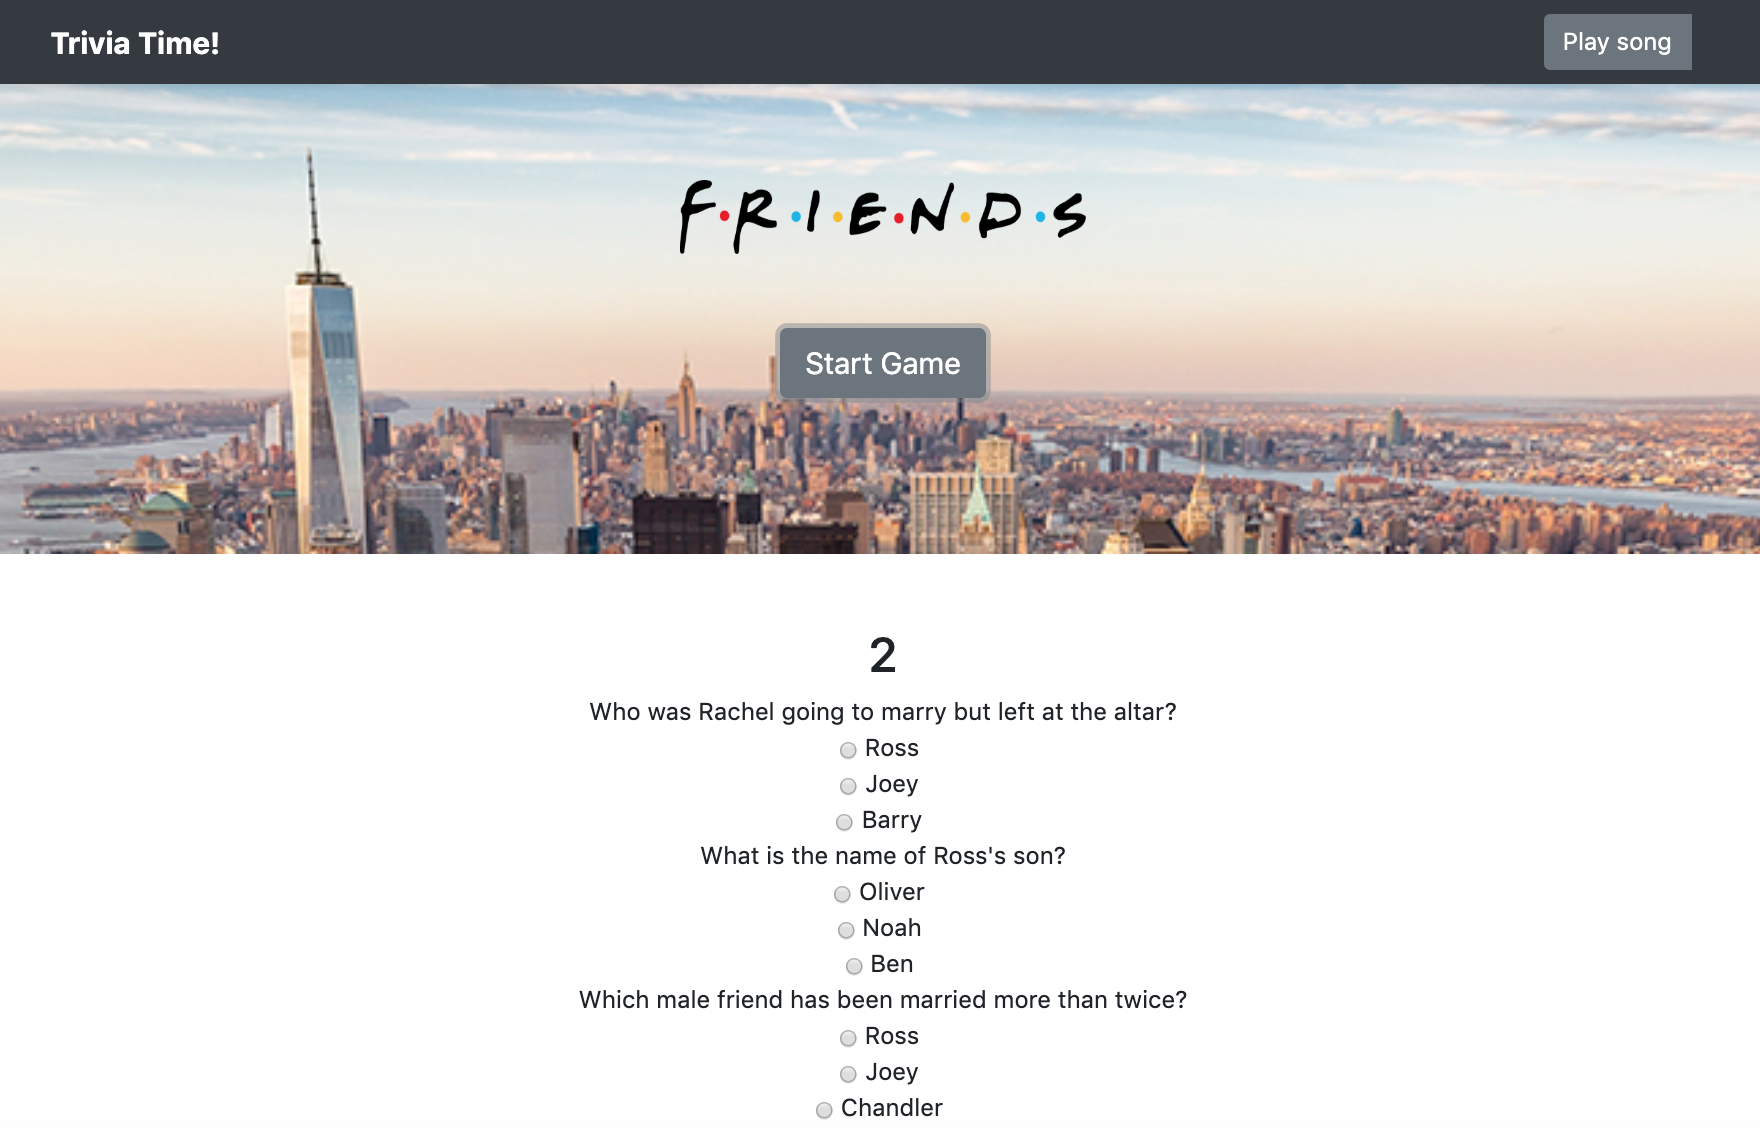 Trivia Time!
Play song
F·R·I·E·N·D·S
Start Game
2
Who was Rachel going to marry but left at the altar?
Ross
Joey
Barry
What is the name of Ross's son?
Oliver
Noah
Ben
Which male friend has been married more than twice?
Ross
Joey
Chandler